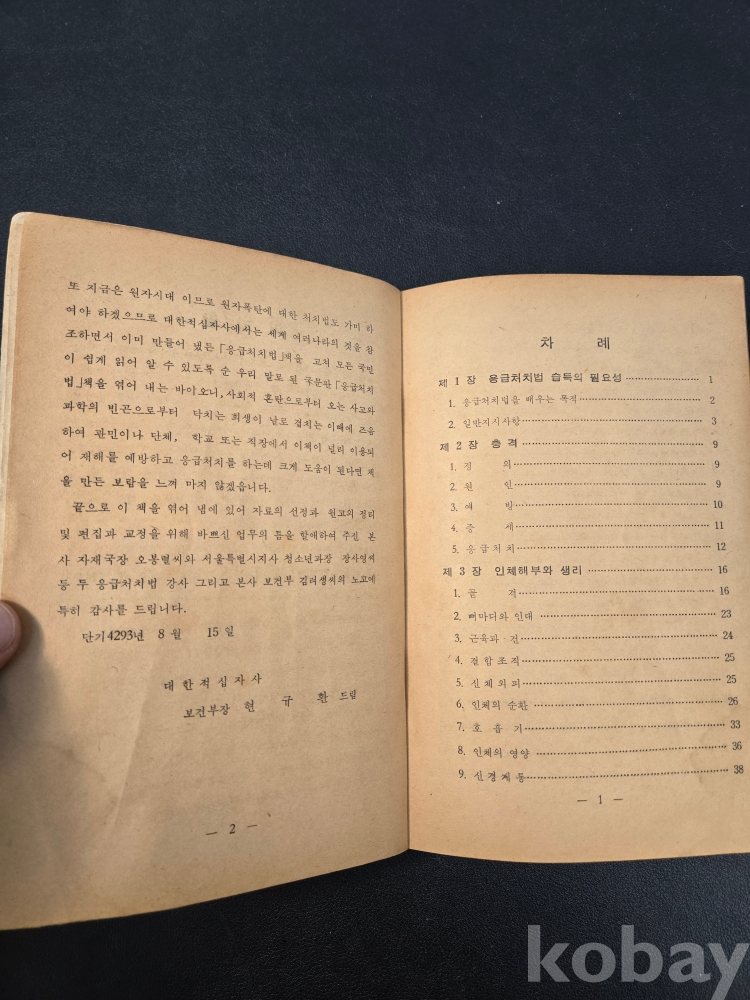 또 지금은 원자시대 이므로 원자폭탄에 대한 처치법도 가미 하
여야 하겠으므로 대한적십자사에서는 세계 여러나라의 것을 참
조하면서 이미 만들어 냈든 「응급처치법」책을 고쳐 모든 국민
이 쉽게 읽어 알 수 있도록 순 우리 말로 된 국문판 「응급처치
법」책을 엮어 내는 바이오니, 사회적 혼란으로부터 오는 사고와
과학의 빈곤으로부터 닥치는 희생이 날로 겹치는 이때에 즈음
하여 관민이나 단체, 학교 또는 직장에서 이책이 널리 이용되
어 재해를 예방하고 응급처치를 하는데 크게 도움이 된다면 책
을 만든 보람을 느껴 마지 않겠읍니다.
끝으로 이 책을 엮어 냄에 있어 자료의 선정과 원고의 정리
및 편집과 교정을 위해 바쁘신 업무의 틈을 할애하여 주진 본
사 자재국장 오봉별씨와 서울특별시지사 청소년과장 장사영씨
등 두 응급처치법 강사 그리고 본사 보건부 김려생씨의 노고에
특히 감사를 드립니다.
단기4293년 8월 15일
대한적십자사
보건부장 현 규 환 드림
— 2 —
차 례
제 1 장 응급처치법 습득의 필요성 1
1. 응급처치법을 배우는 목적 2
2. 일반지시사항 3
제 2 장 충 격 9
1. 정 의 9
2. 원 인 9
3. 예 방 10
4. 증 세 11
5. 응급처치 12
제 3 장 인체해부와 생리 16
1. 골 격 16
2. 뼈마디와 인대 23
3. 근육과·건 24
4. 결합조직 25
5. 신체외피 25
6. 인체의 순환 26
7. 호 흡 기 33
8. 인체의 영양 36
9. 신경계통 38
— 1 —
kobay